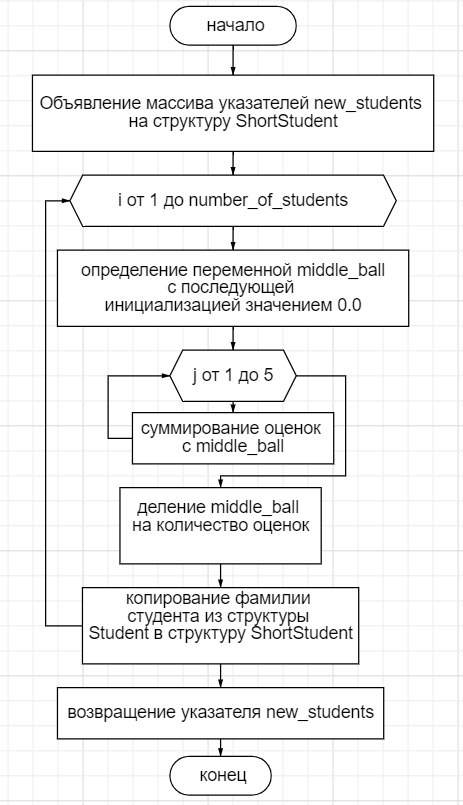 начало
Объявление массива указателей new_students
на структуру ShortStudent
i от 1 до number_of_students
определение переменной middle_ball
с последующей
инициализацией значением 0.0
j от 1 до 5
суммирование оценок
с middle_ball
деление middle_ball
на количество оценок
копирование фамилии
студента из структуры
Student в структуру ShortStudent
возвращение указателя new_students
конец